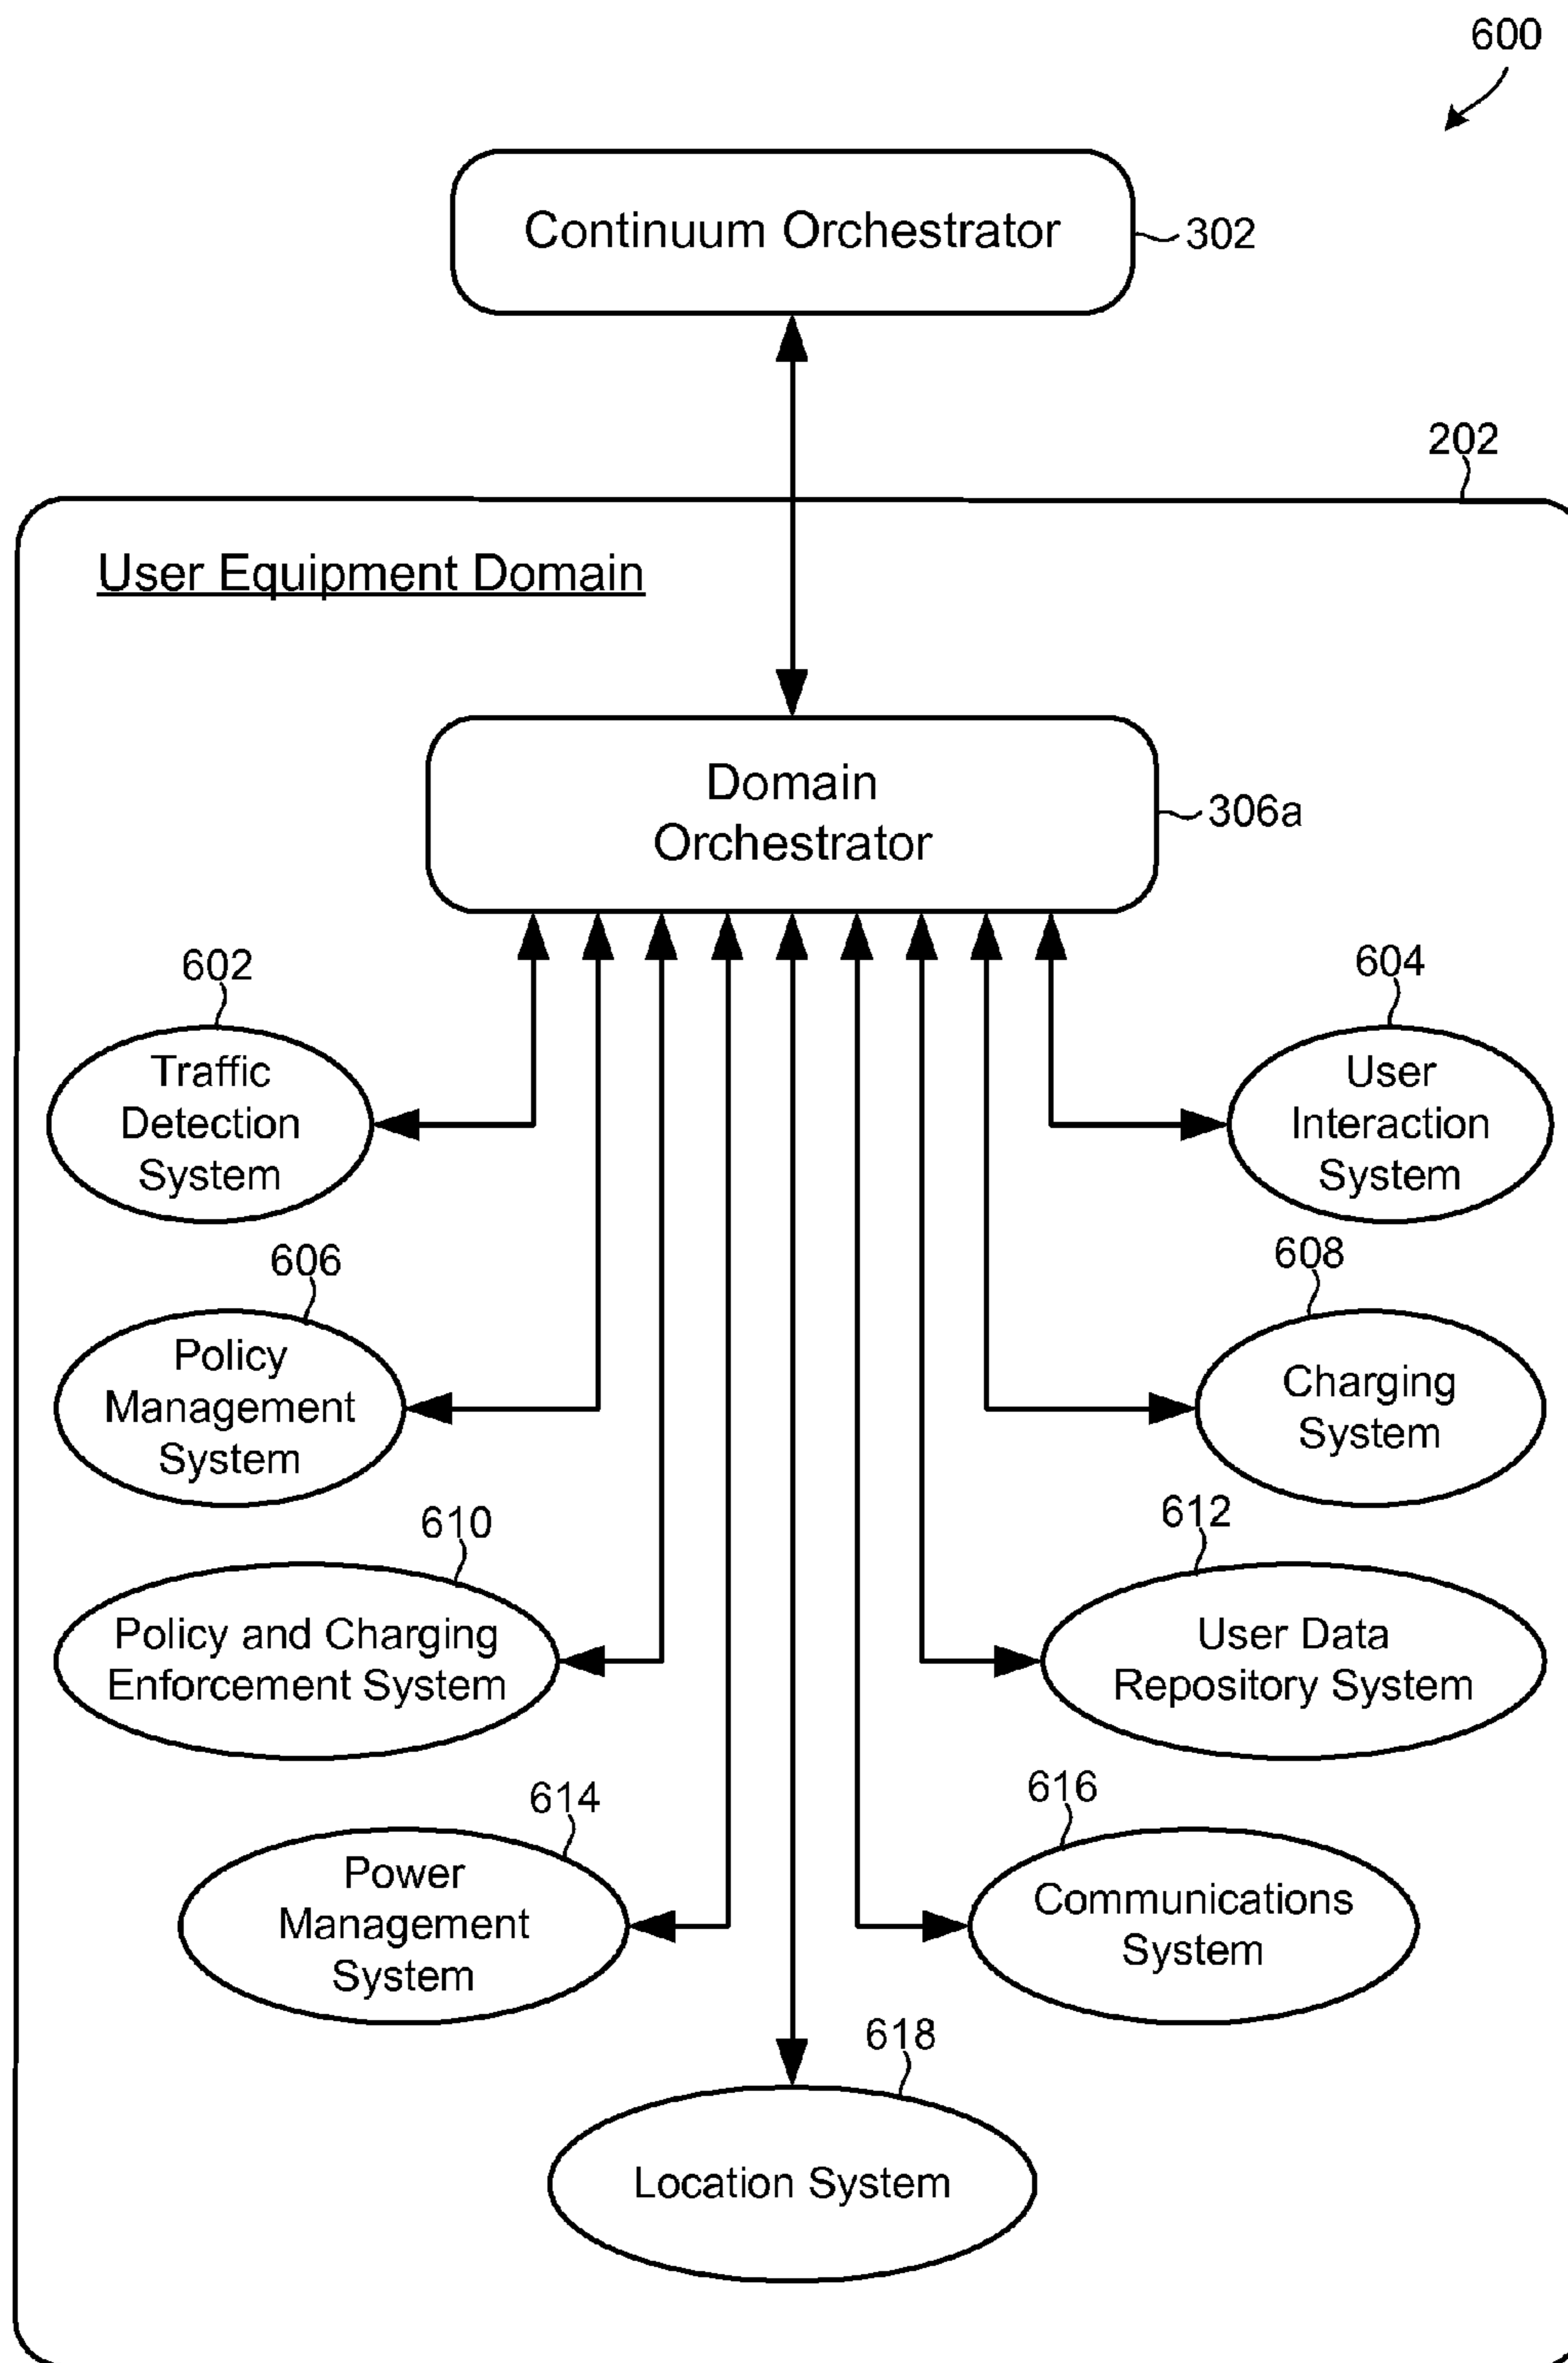 600
Continuum Orchestrator
302
202
User Equipment Domain
Domain
Orchestrator
306a
602
Traffic
Detection
System
604
User
Interaction
System
606
Policy
Management
System
608
Charging
System
610
Policy and Charging
Enforcement System
612
User Data
Repository System
614
Power
Management
System
616
Communications
System
618
Location System